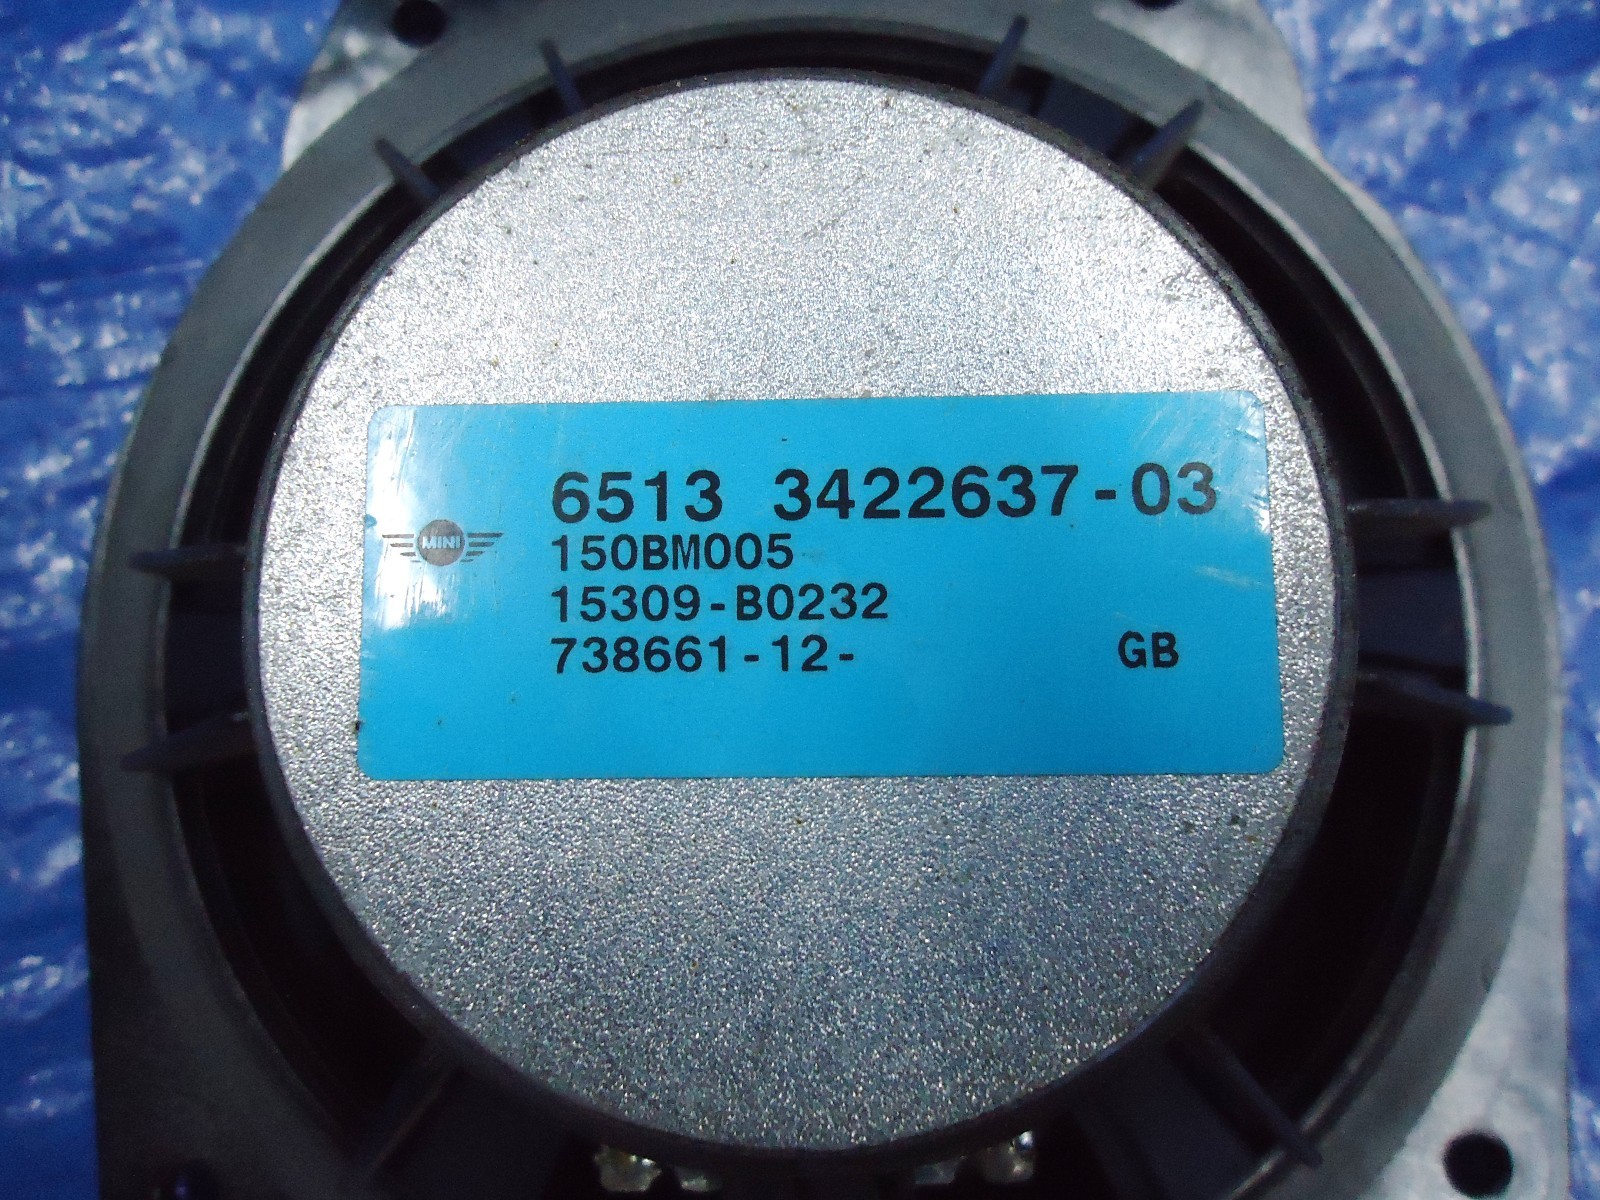 6513 3422637-03
MINI
150BM005
15309-B0232
738661-12- GB